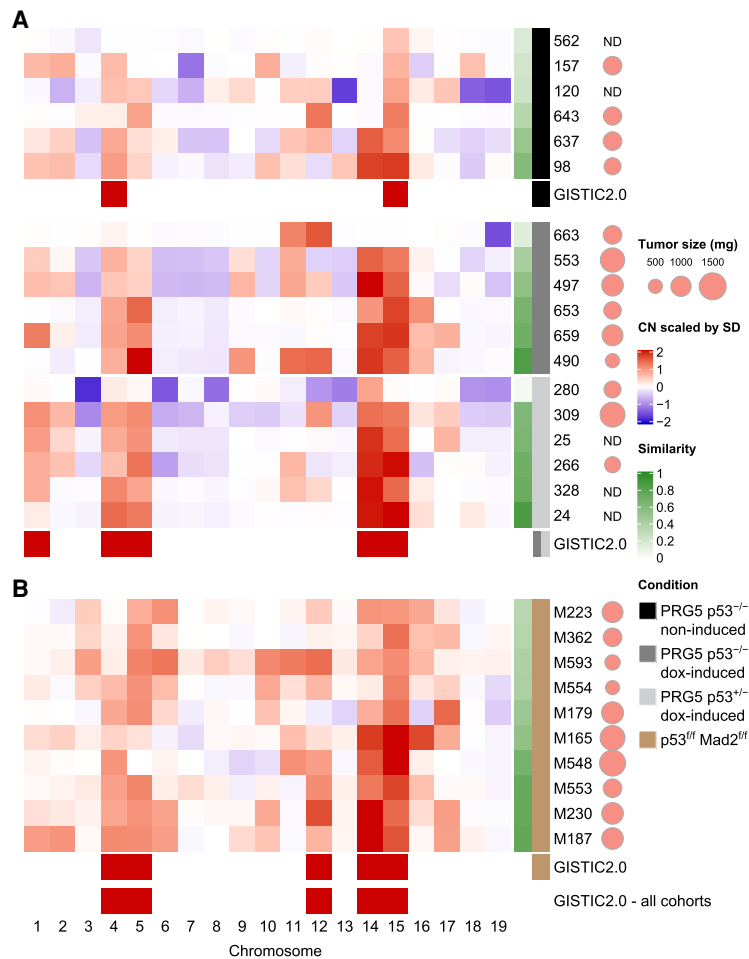 A
562 ND
157
120 ND
643
637
98
GISTIC2.0
663
553
497
653
659
490
280
309
25 ND
266
328 ND
24 ND
GISTIC2.0
Tumor size (mg)
500 1000 1500
CN scaled by SD
2
1
0
−1
−2
Similarity
1
0.8
0.6
0.4
0.2
0
Condition
PRG5 p53−/−
non-induced
PRG5 p53−/−
dox-induced
PRG5 p53+/−
dox-induced
p53f/f Mad2f/f
B
M223
M362
M593
M554
M179
M165
M548
M553
M230
M187
GISTIC2.0
GISTIC2.0 - all cohorts
1 2 3 4 5 6 7 8 9 10 11 12 13 14 15 16 17 18 19
Chromosome